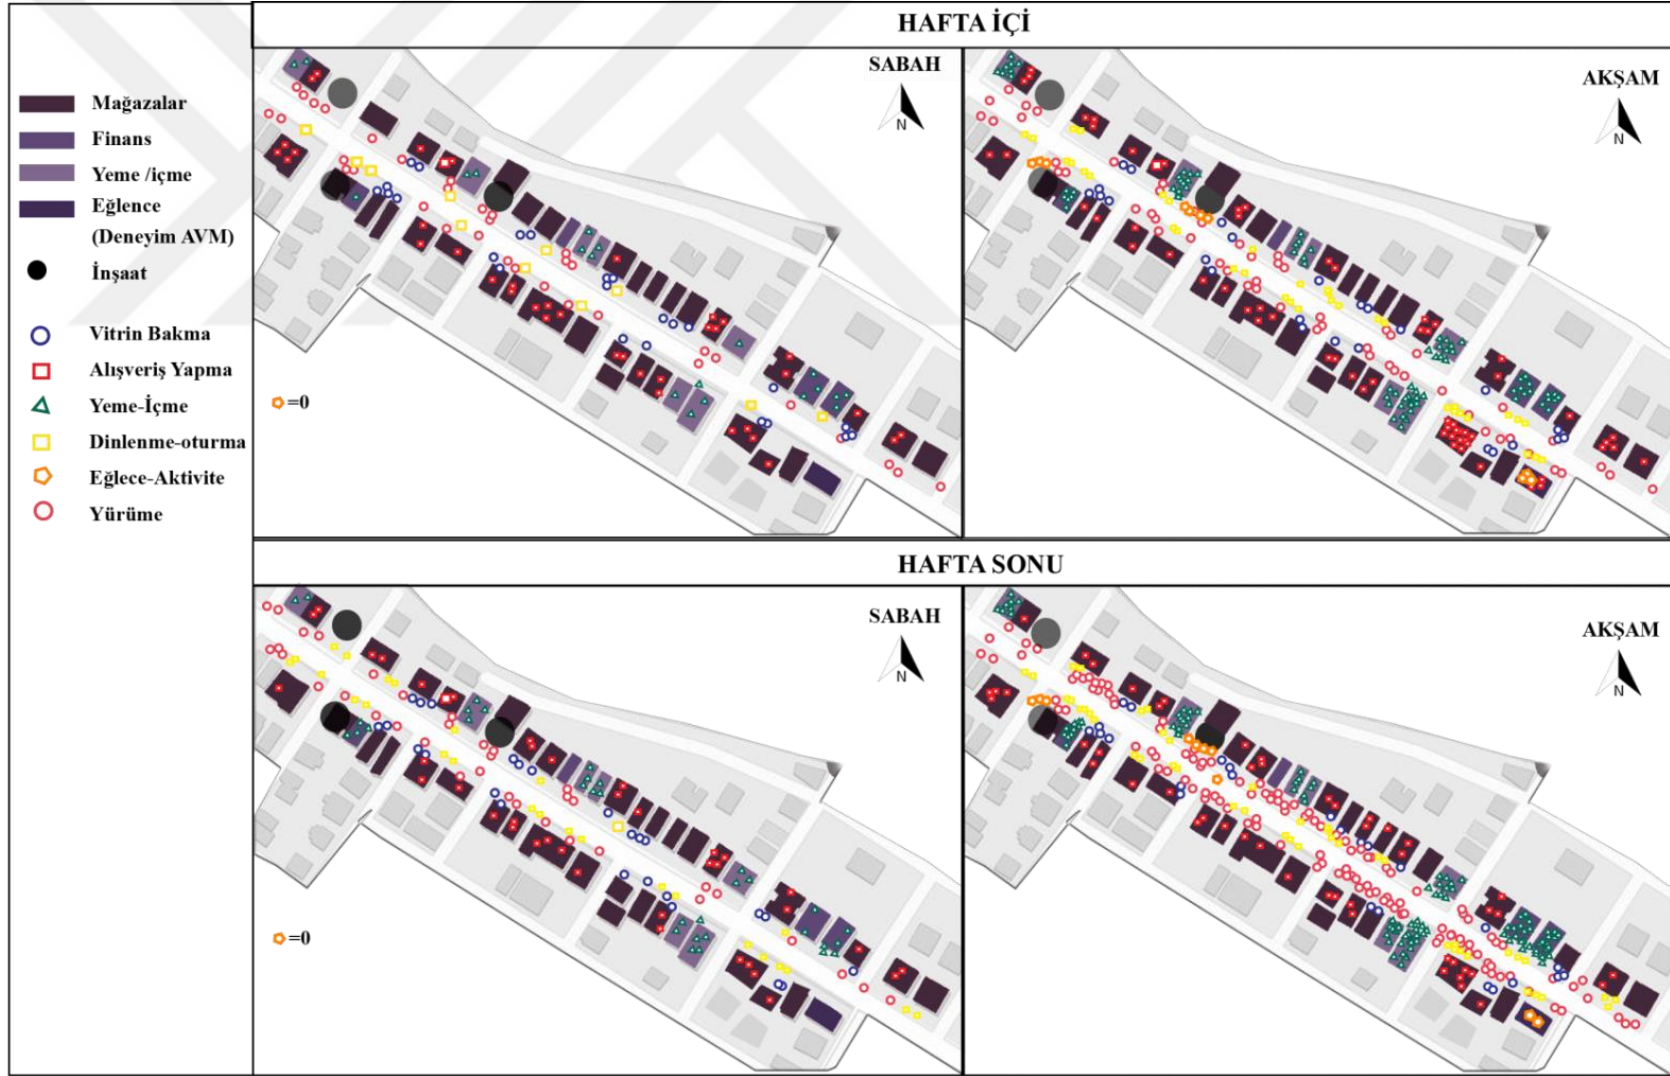 HAFTA İÇİ
Mağazalar
Finans
Yeme /içme
Eğlence
(Deneyim AVM)
İnşaat
Vitrin Bakma
Alışveriş Yapma
Yeme-İçme
Dinlenme-oturma
Eğlece-Aktivite
Yürüme
SABAH
N
=0
AKŞAM
N
HAFTA SONU
SABAH
N
=0
AKŞAM
N